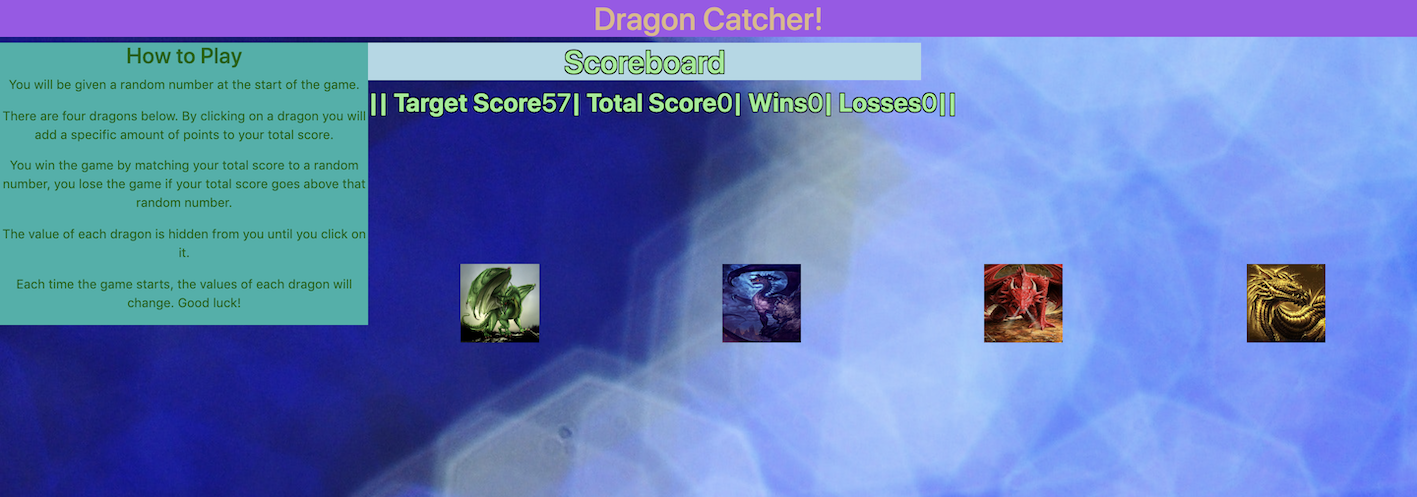 Dragon Catcher!
How to Play
You will be given a random number at the start of the game.
There are four dragons below. By clicking on a dragon you will
add a specific amount of points to your total score.
You win the game by matching your total score to a random
number, you lose the game if your total score goes above that
random number.
The value of each dragon is hidden from you until you click on
it.
Each time the game starts, the values of each dragon will
change. Good luck!
Scoreboard
|| Target Score57| Total Score0| Wins0| Losses0||